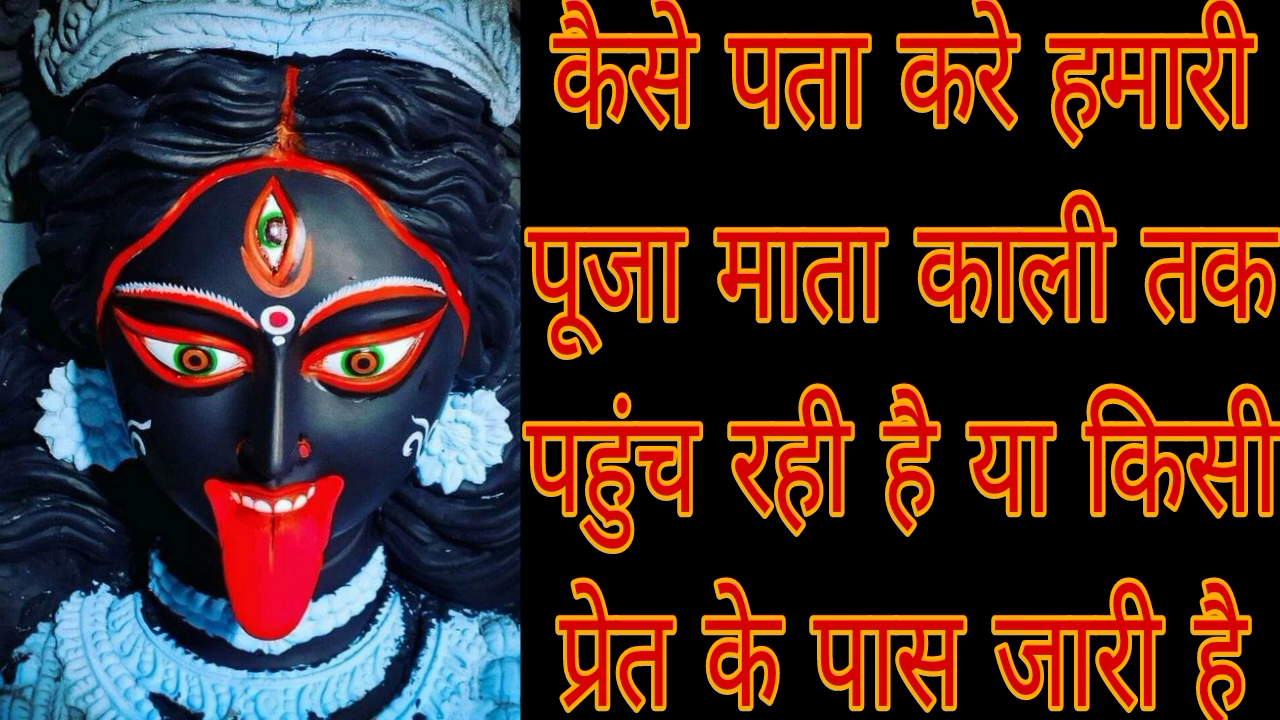 कैसे पता करे हमारी
पूजा माता काली तक
पहुंच रही है या किसी
प्रेत के पास जारी है